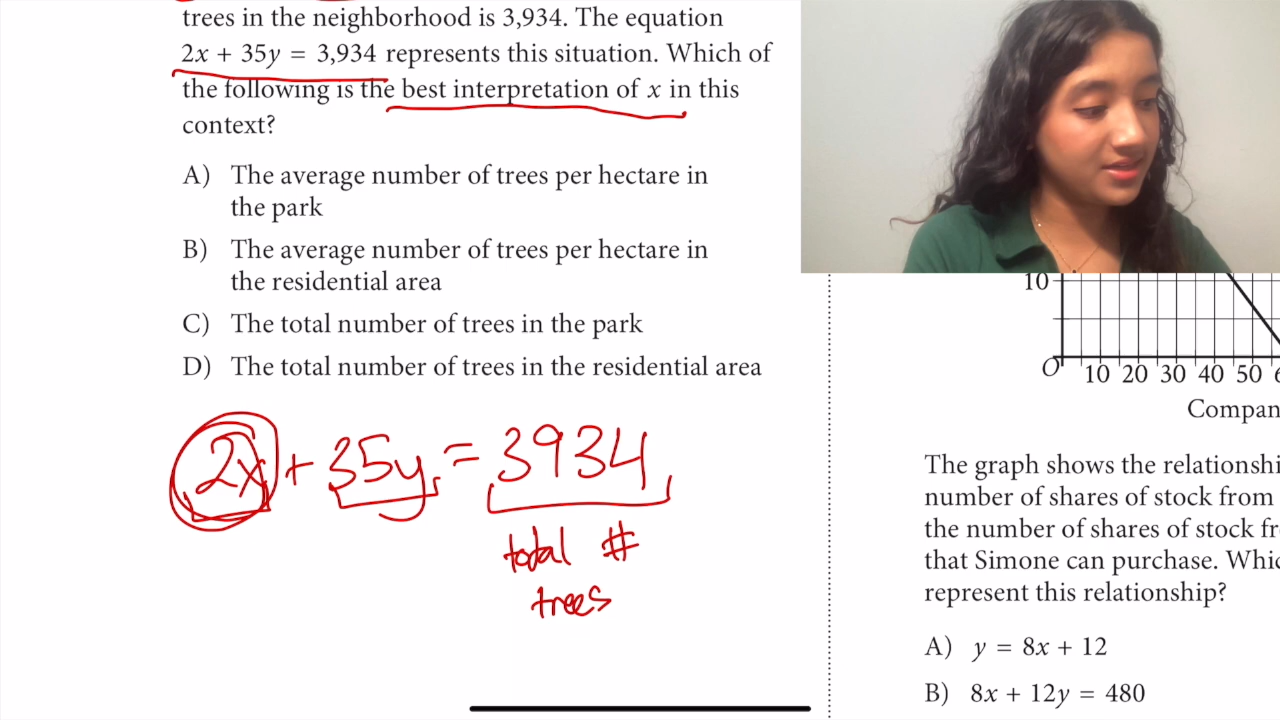 trees in the neighborhood is 3,934. The equation
2x + 35y = 3,934 represents this situation. Which of
the following is the best interpretation of x in this
context?
A) The average number of trees per hectare in
the park
B) The average number of trees per hectare in
the residential area
C) The total number of trees in the park
D) The total number of trees in the residential area
2x + 35y = 3934
total #
trees
10
O 10 20 30 40 50 6
Compan
The graph shows the relationshi
number of shares of stock from
the number of shares of stock fr
that Simone can purchase. Whic
represent this relationship?
A) y = 8x + 12
B) 8x + 12y = 480